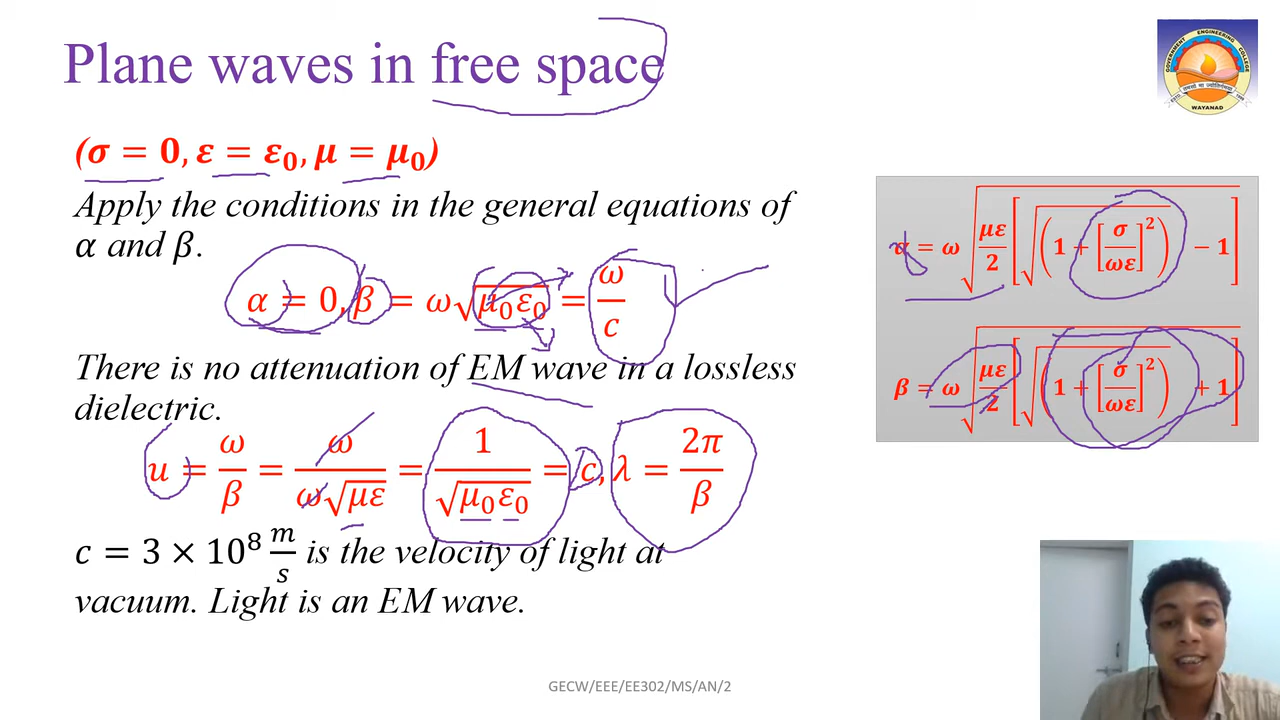 Plane waves in free space
(σ = 0, ε = ε₀, μ = μ₀)
Apply the conditions in the general equations of
α and β.
α = 0, β = ω√(μ₀ε₀) = ω/c
There is no attenuation of EM wave in a lossless
dielectric.
u = ω/β = ω/(ω√(με)) = 1/√(μ₀ε₀) = c, λ = 2π/β
c = 3 × 10⁸ m/s is the velocity of light at
vacuum. Light is an EM wave.
α = ω√(με/2 [√(1 + [σ/ωε]²) − 1])
β = ω√(με/2 [√(1 + [σ/ωε]²) + 1])
GOVERNMENT ENGINEERING COLLEGE
WAYANAD
GECW/EEE/EE302/MS/AN/2